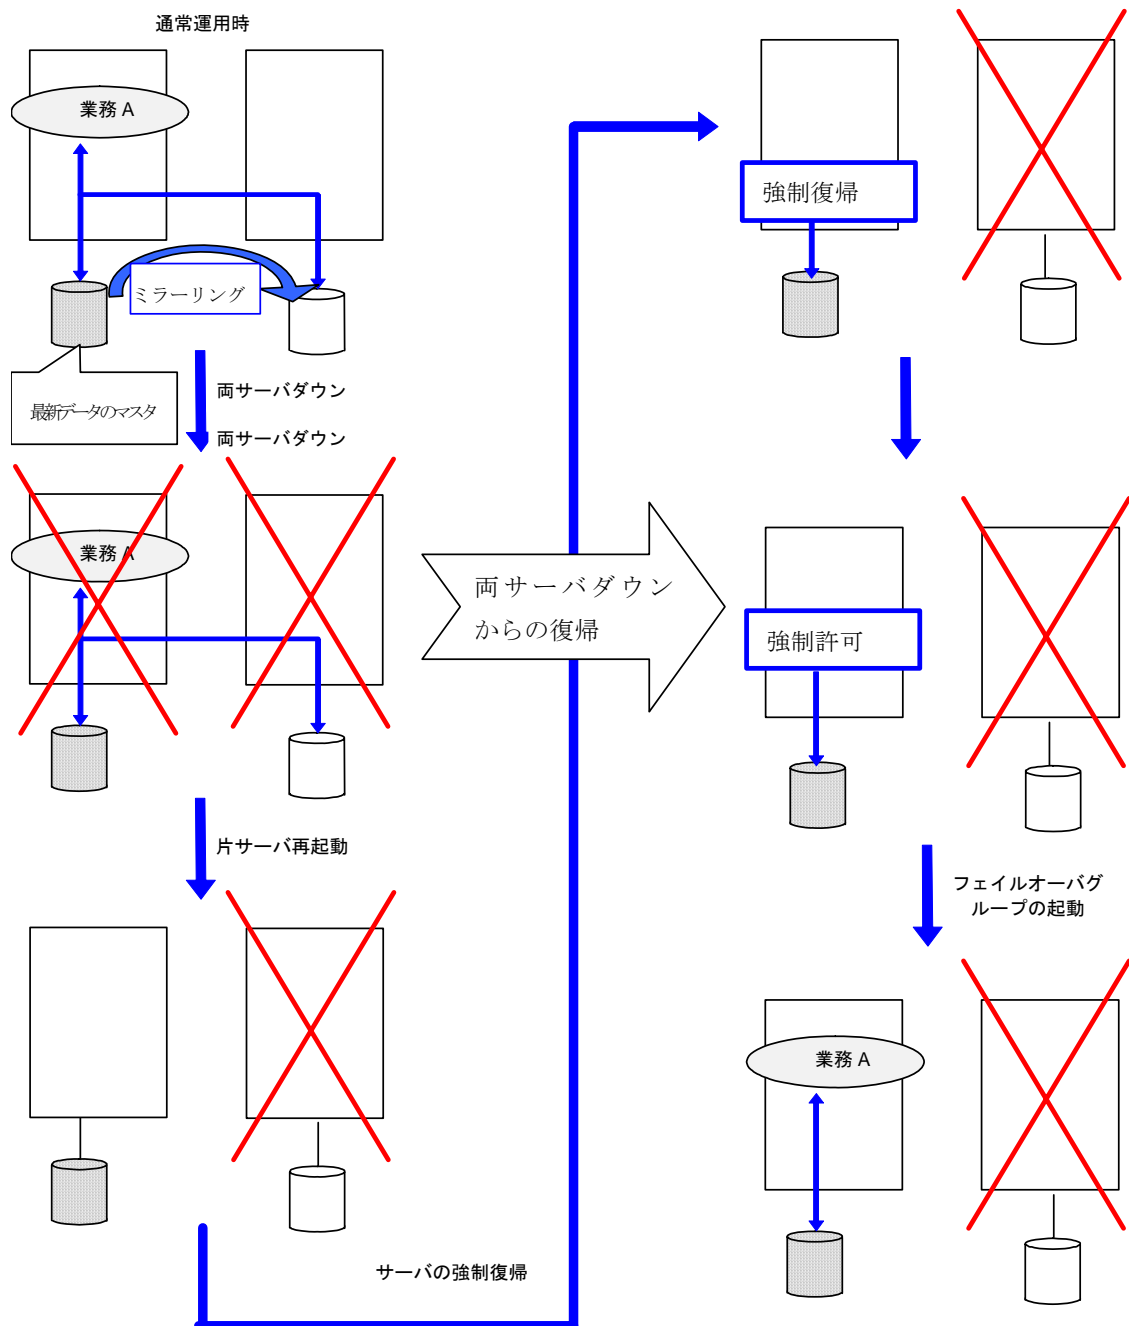 通常運用時
業務 A
ミラーリング
最新データのマスタ
両サーバダウン
両サーバダウン
業務 A
片サーバ再起動
サーバの強制復帰
両サーバダウン
からの復帰
強制復帰
強制許可
フェイルオーバグ
ループの起動
業務 A